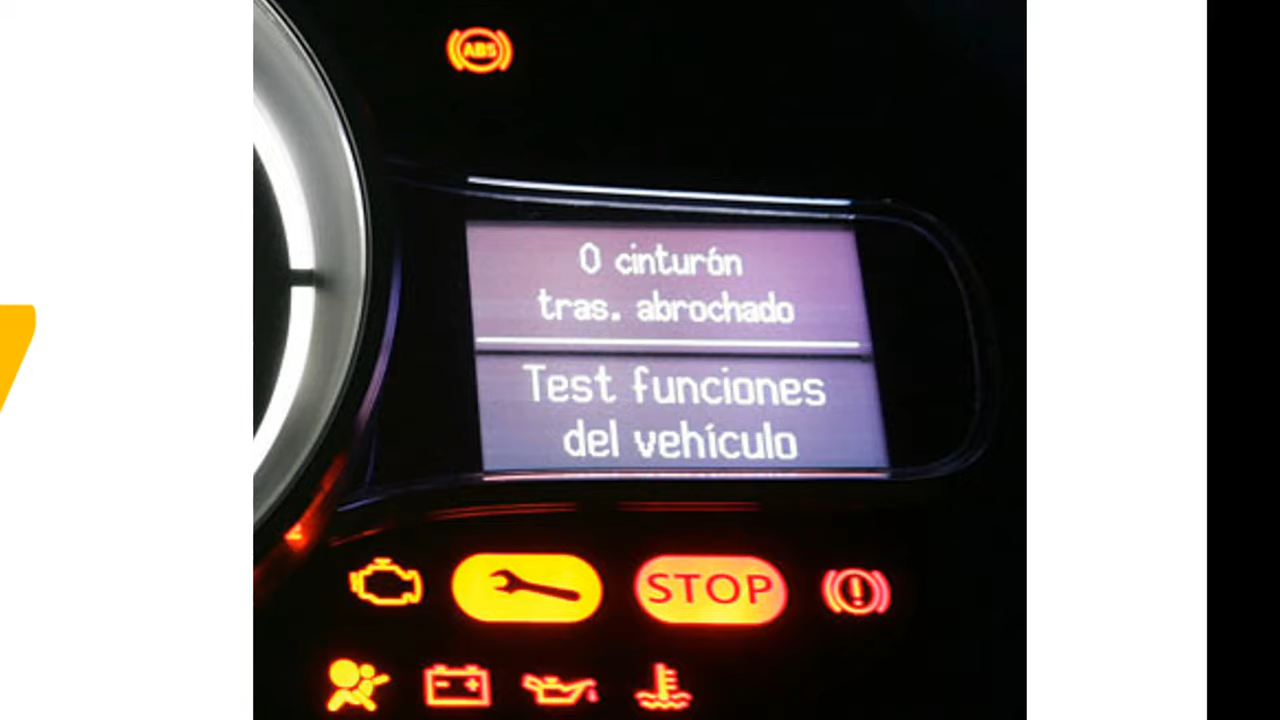 ABS
0 cinturón
tras. abrochado
Test funciones
del vehículo
STOP